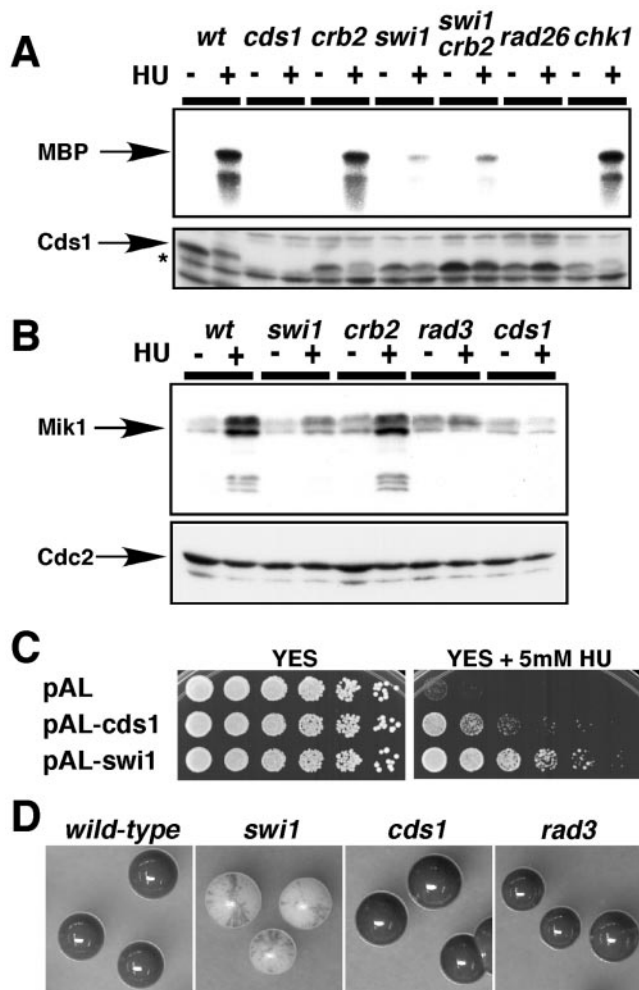 A
wt cds1 crb2 swi1 swi1 crb2 rad26 chk1
HU - + - + - + - + - + - + - +
MBP
Cds1
*
B
wt swi1 crb2 rad3 cds1
HU - + - + - + - + - +
Mik1
Cdc2
C
YES YES + 5mM HU
pAL
pAL-cds1
pAL-swi1
D
wild-type swi1 cds1 rad3